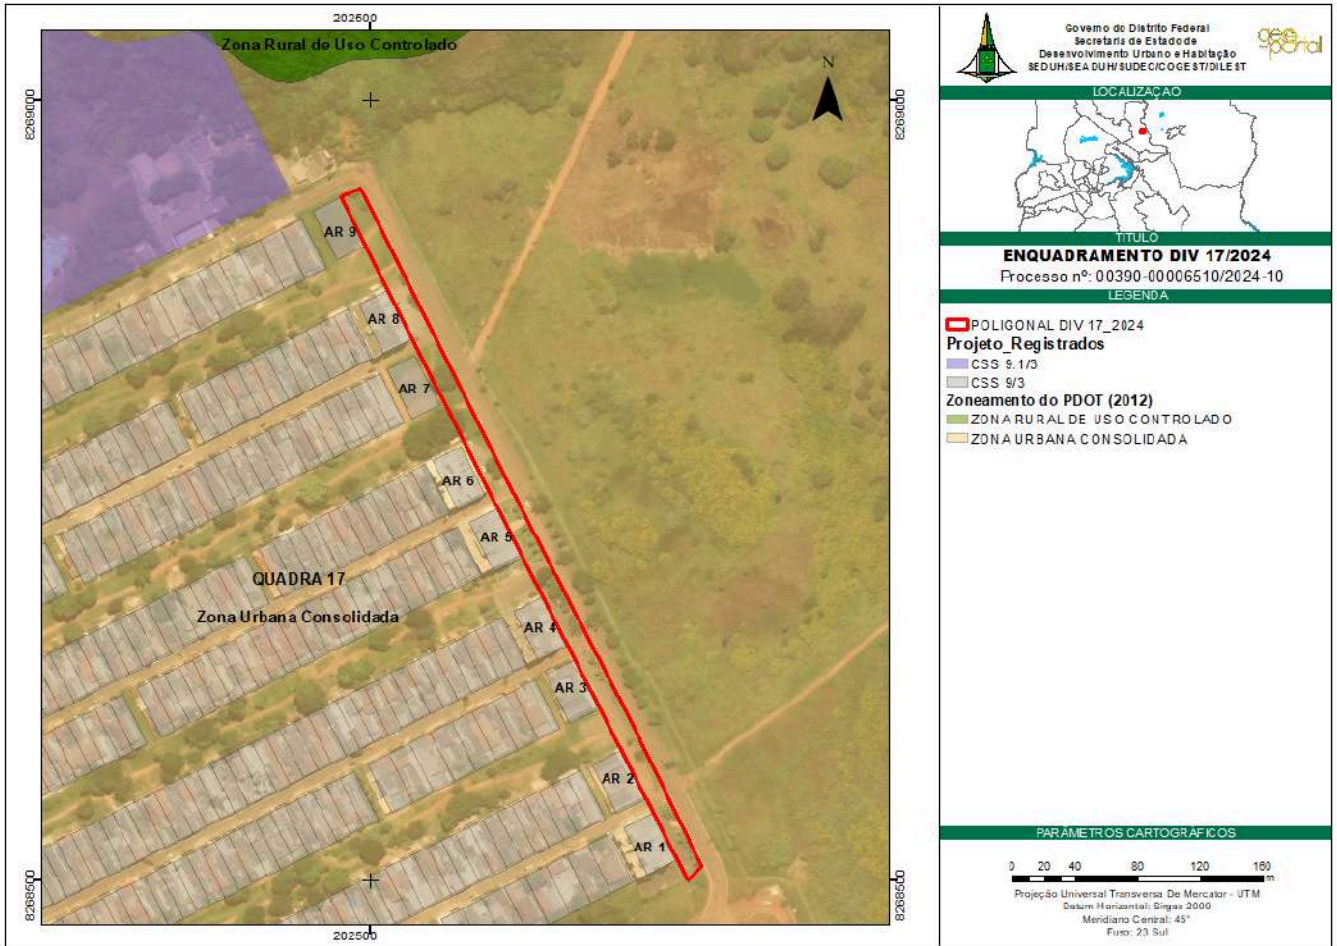 202500
Zona Rural de Uso Controlado
N
8269000
8269000
AR 9
AR 8
AR 7
AR 6
AR 5
QUADRA 17
Zona Urbana Consolidada
AR 4
AR 3
AR 2
AR 1
8268500
8268500
202500
Governo do Distrito Federal
Secretaria de Estado de
Desenvolvimento Urbano e Habitação
SEDUH/SEADUH/SUDEC/COGEST/DILEST
geo
portal
LOCALIZAÇÃO
TÍTULO
ENQUADRAMENTO DIV 17/2024
Processo nº: 00390-00006510/2024-10
LEGENDA
POLIGONAL DIV 17_2024
Projeto_Registrados
CSS 9.1/3
CSS 9/3
Zoneamento do PDOT (2012)
ZONA RURAL DE USO CONTROLADO
ZONA URBANA CONSOLIDADA
PARÂMETROS CARTOGRÁFICOS
0 20 40 80 120 160
m
Projeção Universal Transversa De Mercator - UTM
Datum Horizontal: Sirgas 2000
Meridiano Central: 45°
Fuso: 23 Sul